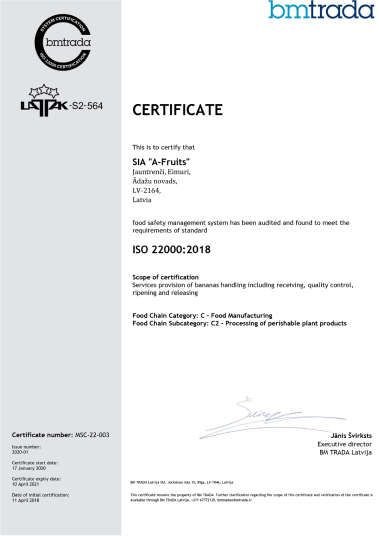 bmtrada
SYSTEM CERTIFICATION
bmtrada
ISO 22000 CERTIFICATION
LATAK-S2-564
CERTIFICATE
This is to certify that
SIA "A-Fruits"
Jauntrenči, Eimuri,
Ādažu novads,
LV-2164,
Latvia
food safety management system has been audited and found to meet the
requirements of standard
ISO 22000:2018
Scope of certification
Services provision of bananas handling including receiving, quality control,
ripening and releasing
Food Chain Category: C - Food Manufacturing
Food Chain Subcategory: C2 - Processing of perishable plant products
Certificate number: MSC-22-003
Issue number:
2020-01
Certificate start date:
17 January 2020
Certificate expiry date:
10 April 2021
Date of initial certification:
11 April 2018
Jānis Švirksts
Executive director
BM TRADA Latvija
BM TRADA Latvija SIA, Jūrkalnes iela 15, Rīga, LV-1046, Latvija
This certificate remains the property of BM TRADA. Further clarification regarding the scope of this certificate and verification of the certificate is
available through BM TRADA Latvija, +371 67772135, bmtrada@bmtrada.lv